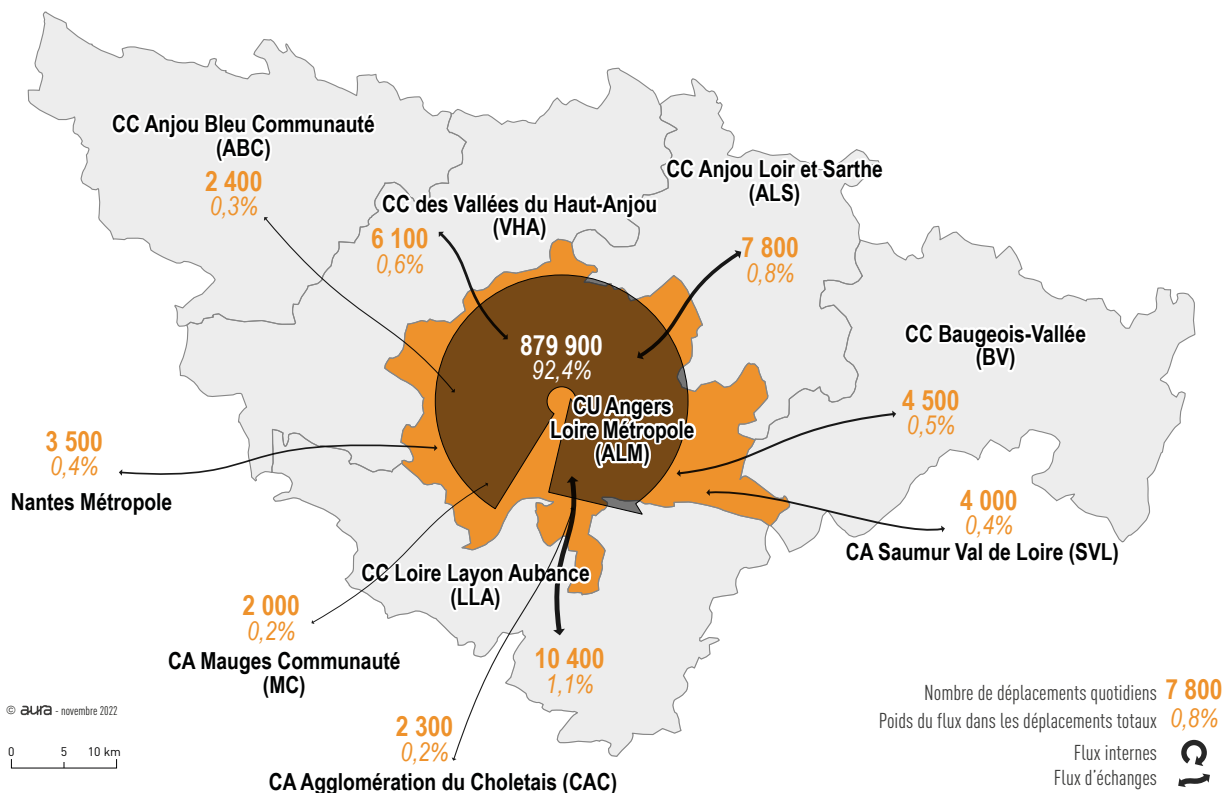 CC Anjou Bleu Communauté
(ABC)
2 400
0,3%
CC des Vallées du Haut-Anjou
(VHA)
6 100
0,6%
CC Anjou Loir et Sarthe
(ALS)
7 800
0,8%
879 900
92,4%
CU Angers
Loire Métropole
(ALM)
CC Baugeois-Vallée
(BV)
4 500
0,5%
3 500
0,4%
Nantes Métropole
4 000
0,4%
CA Saumur Val de Loire (SVL)
CC Loire Layon Aubance
(LLA)
10 400
1,1%
2 000
0,2%
CA Mauges Communauté
(MC)
2 300
0,2%
CA Agglomération du Choletais (CAC)
© aura - novembre 2022
0 5 10 km
Nombre de déplacements quotidiens 7 800
Poids du flux dans les déplacements totaux 0,8%
Flux internes
Flux d'échanges